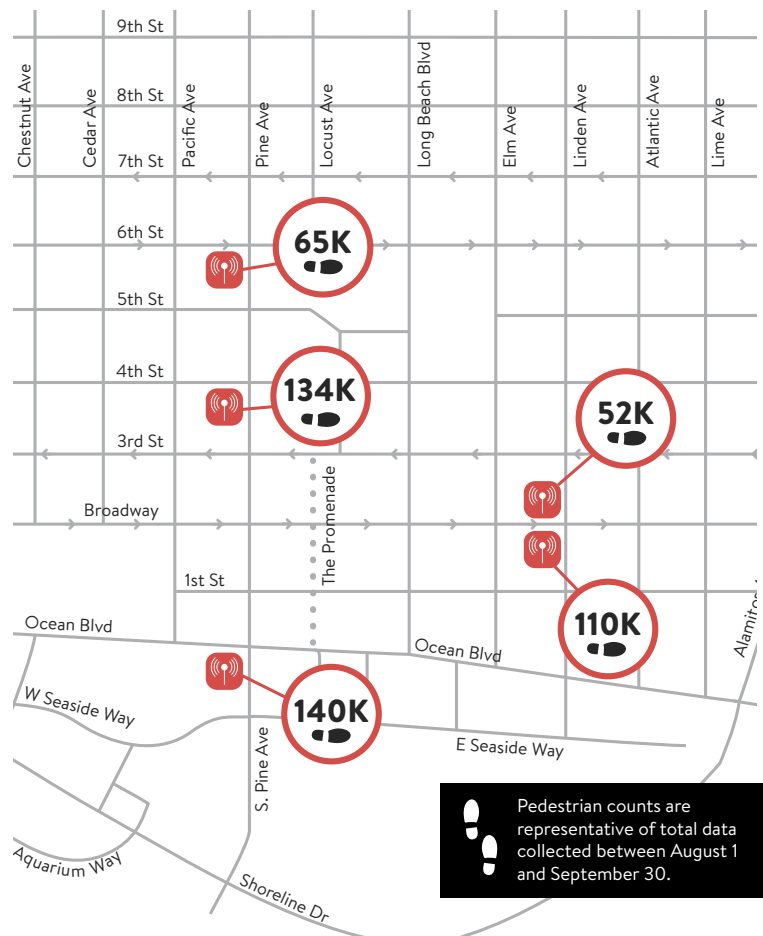 9th St
Chestnut Ave
Cedar Ave
Pacific Ave
Pine Ave
Locust Ave
Long Beach Blvd
Elm Ave
Linden Ave
Atlantic Ave
Lime Ave
8th St
7th St
6th St
65K
5th St
4th St
134K
52K
3rd St
Broadway
The Promenade
1st St
110K
Ocean Blvd
Ocean Blvd
W Seaside Way
140K
E Seaside Way
S. Pine Ave
Pedestrian counts are
representative of total data
collected between August 1
and September 30.
Aquarium Way
Shoreline Dr